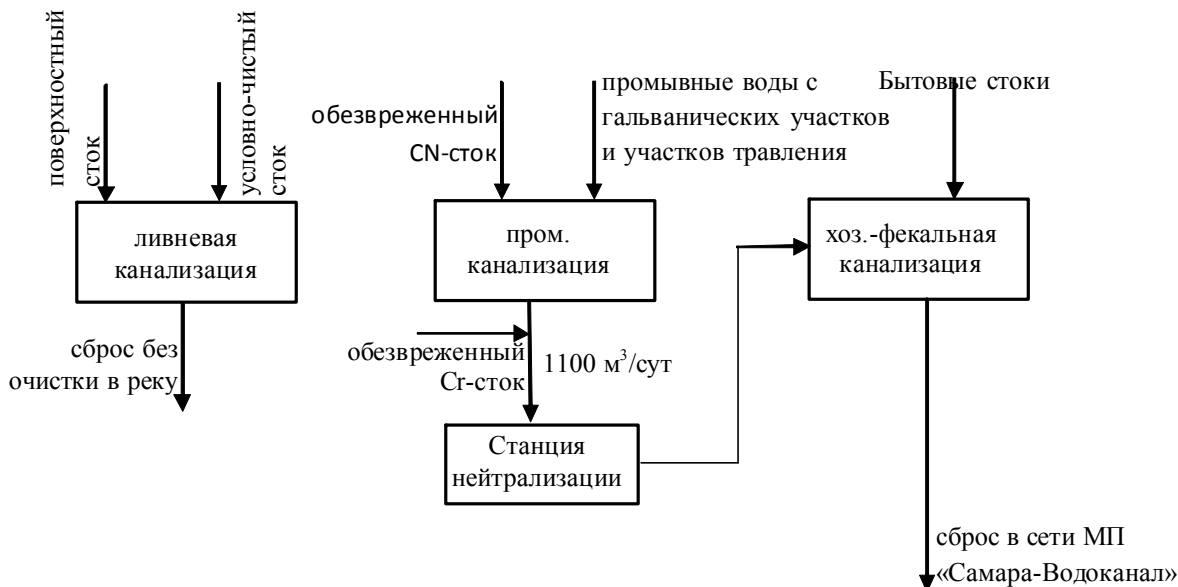 поверхностный
сток
условно-чистый
сток
обезвреженный
CN-сток
промывные воды с
гальванических участков
и участков травления
Бытовые стоки
ливневая
канализация
пром.
канализация
хоз.-фекальная
канализация
сброс без
очистки в реку
обезвреженный
Cr-сток
1100 м³/сут
Станция
нейтрализации
сброс в сети МП
«Самара-Водоканал»